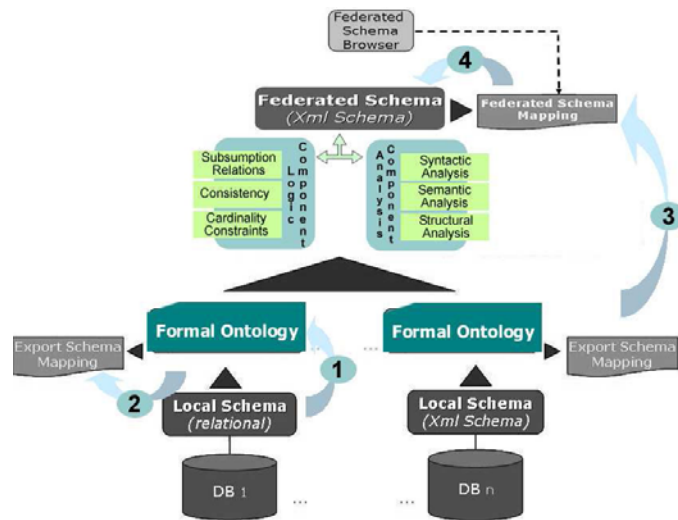 Federated
Schema
Browser
4
Federated Schema
(Xml Schema)
Federated Schema
Mapping
Subsumption
Relations
Consistency
Cardinality
Constraints
Logic
Component
Analysis
Component
Syntactic
Analysis
Semantic
Analysis
Structural
Analysis
3
Formal Ontology
Formal Ontology
... ...
Export Schema
Mapping
1
Export Schema
Mapping
2
Local Schema
(relational)
Local Schema
(Xml Schema)
DB 1
DB n
... ...